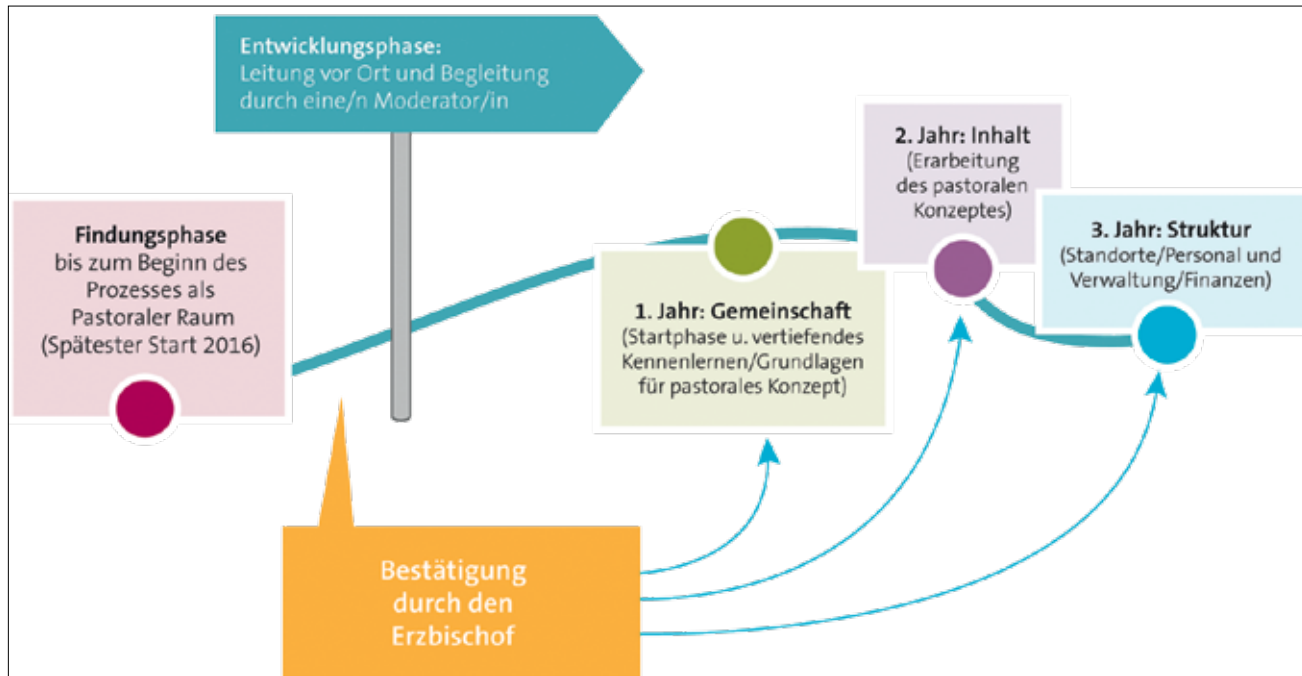 Entwicklungsphase:
Leitung vor Ort und Begleitung
durch eine/n Moderator/in
Findungsphase
bis zum Beginn des
Prozesses als
Pastoraler Raum
(Spätester Start 2016)
1. Jahr: Gemeinschaft
(Startphase u. vertiefendes
Kennenlernen/Grundlagen
für pastorales Konzept)
2. Jahr: Inhalt
(Erarbeitung
des pastoralen
Konzeptes)
3. Jahr: Struktur
(Standorte/Personal und
Verwaltung/Finanzen)
Bestätigung
durch den
Erzbischof